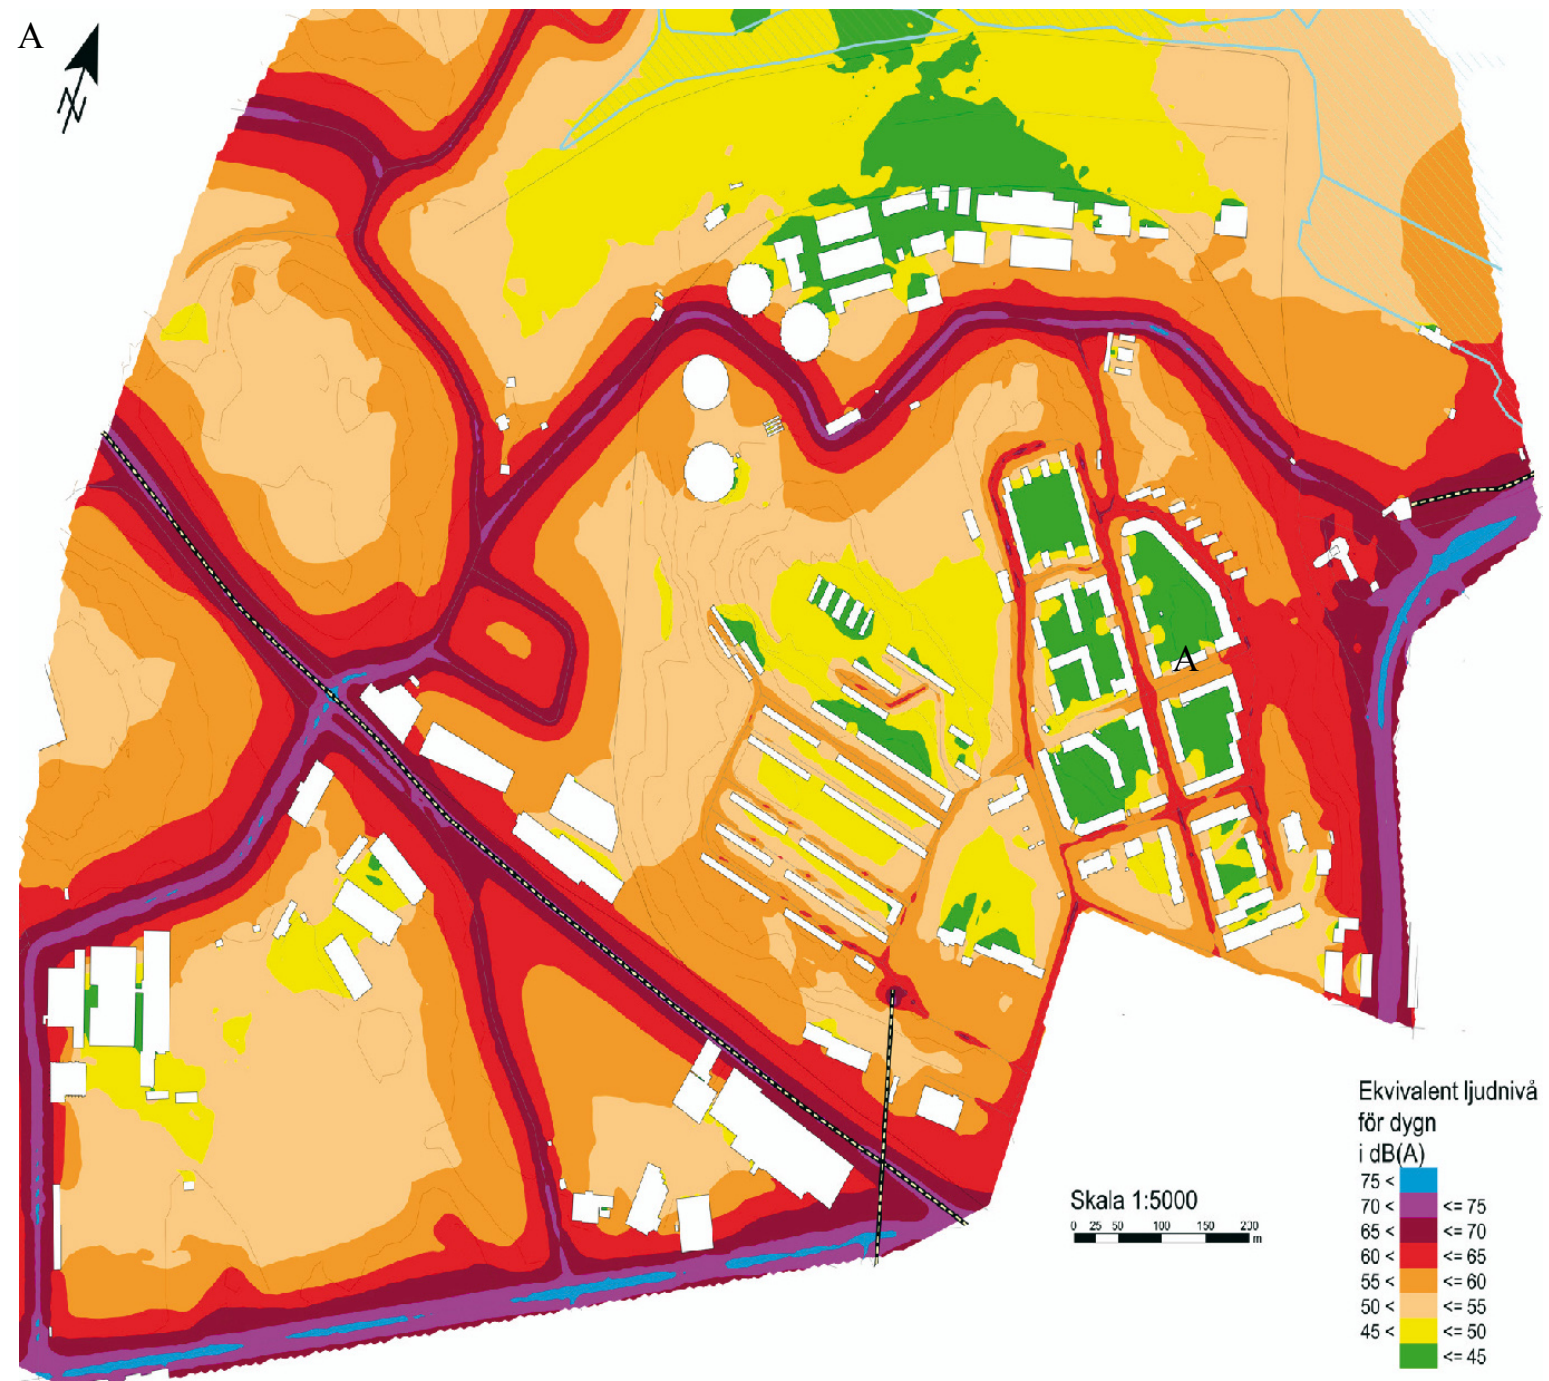 A
N
A
Ekvivalent ljudnivå
för dygn
i dB(A)
75 <
70 < <= 75
65 < <= 70
60 < <= 65
55 < <= 60
50 < <= 55
45 < <= 50
<= 45
Skala 1:5000
0 25 50 100 150 200
m